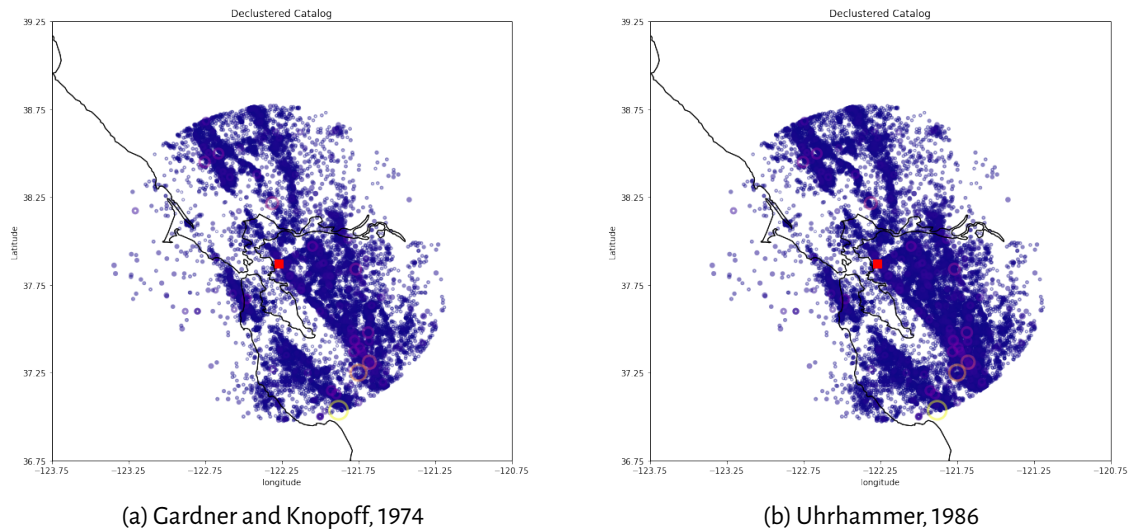 Declustered Catalog
39.25
38.75
38.25
37.75
37.25
36.75
Latitude
−123.75 −123.25 −122.75 −122.25 −121.75 −121.25 −120.75
longitude
(a) Gardner and Knopoff, 1974
Declustered Catalog
39.25
38.75
38.25
37.75
37.25
36.75
Latitude
−123.75 −123.25 −122.75 −122.25 −121.75 −121.25 −120.75
longitude
(b) Uhrhammer, 1986